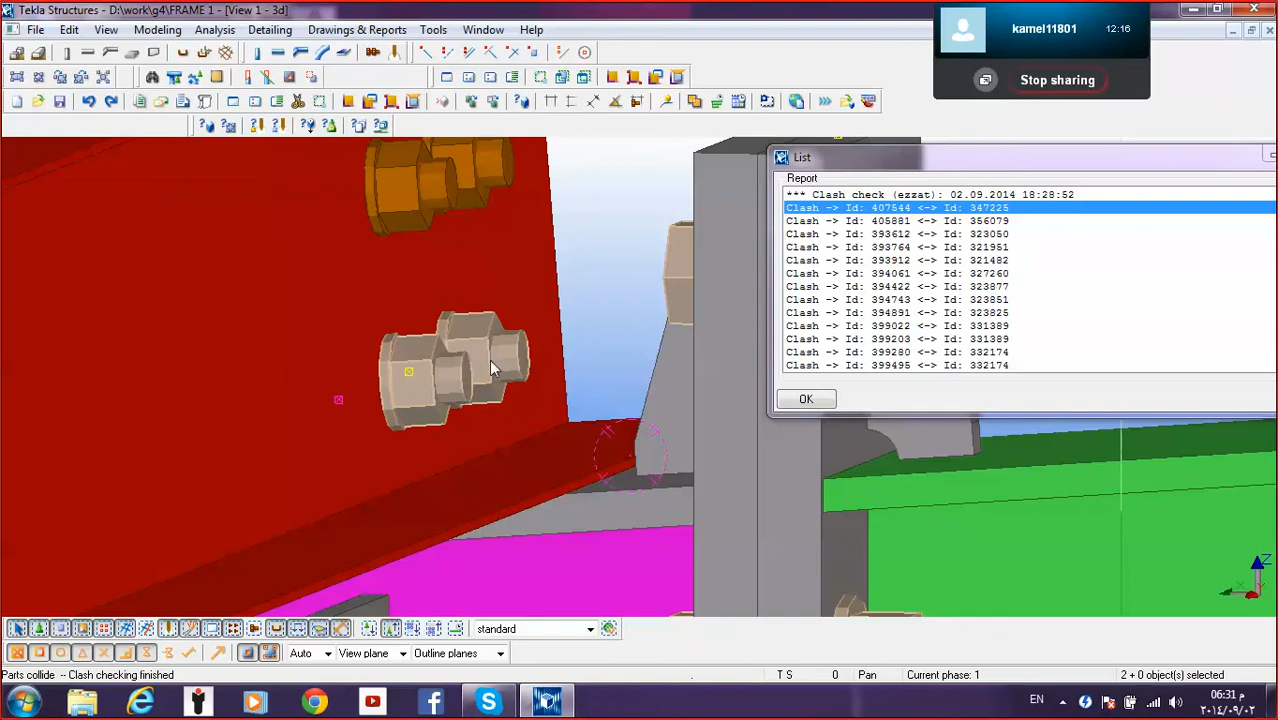 Tekla Structures - D:\work\g4\FRAME 1 - [View 1 - 3d]
File Edit View Modeling Analysis Detailing Drawings & Reports Tools Window Help
kamel11801 12:16
Stop sharing
List
Report
*** Clash check (ezzat): 02.09.2014 18:28:52
Clash -> Id: 407544 <-> Id: 347225
Clash -> Id: 405881 <-> Id: 356079
Clash -> Id: 393612 <-> Id: 323050
Clash -> Id: 393764 <-> Id: 321951
Clash -> Id: 393912 <-> Id: 321482
Clash -> Id: 394061 <-> Id: 327260
Clash -> Id: 394422 <-> Id: 323877
Clash -> Id: 394743 <-> Id: 323851
Clash -> Id: 394891 <-> Id: 323825
Clash -> Id: 399022 <-> Id: 331389
Clash -> Id: 399203 <-> Id: 331389
Clash -> Id: 399280 <-> Id: 332174
Clash -> Id: 399495 <-> Id: 332174
OK
Z
X
standard
Auto View plane Outline planes
Parts collide -- Clash checking finished T S 0 Pan Current phase: 1 2 + 0 object(s) selected
EN 06:31 م
٢٠١٤/٠٩/٠٢